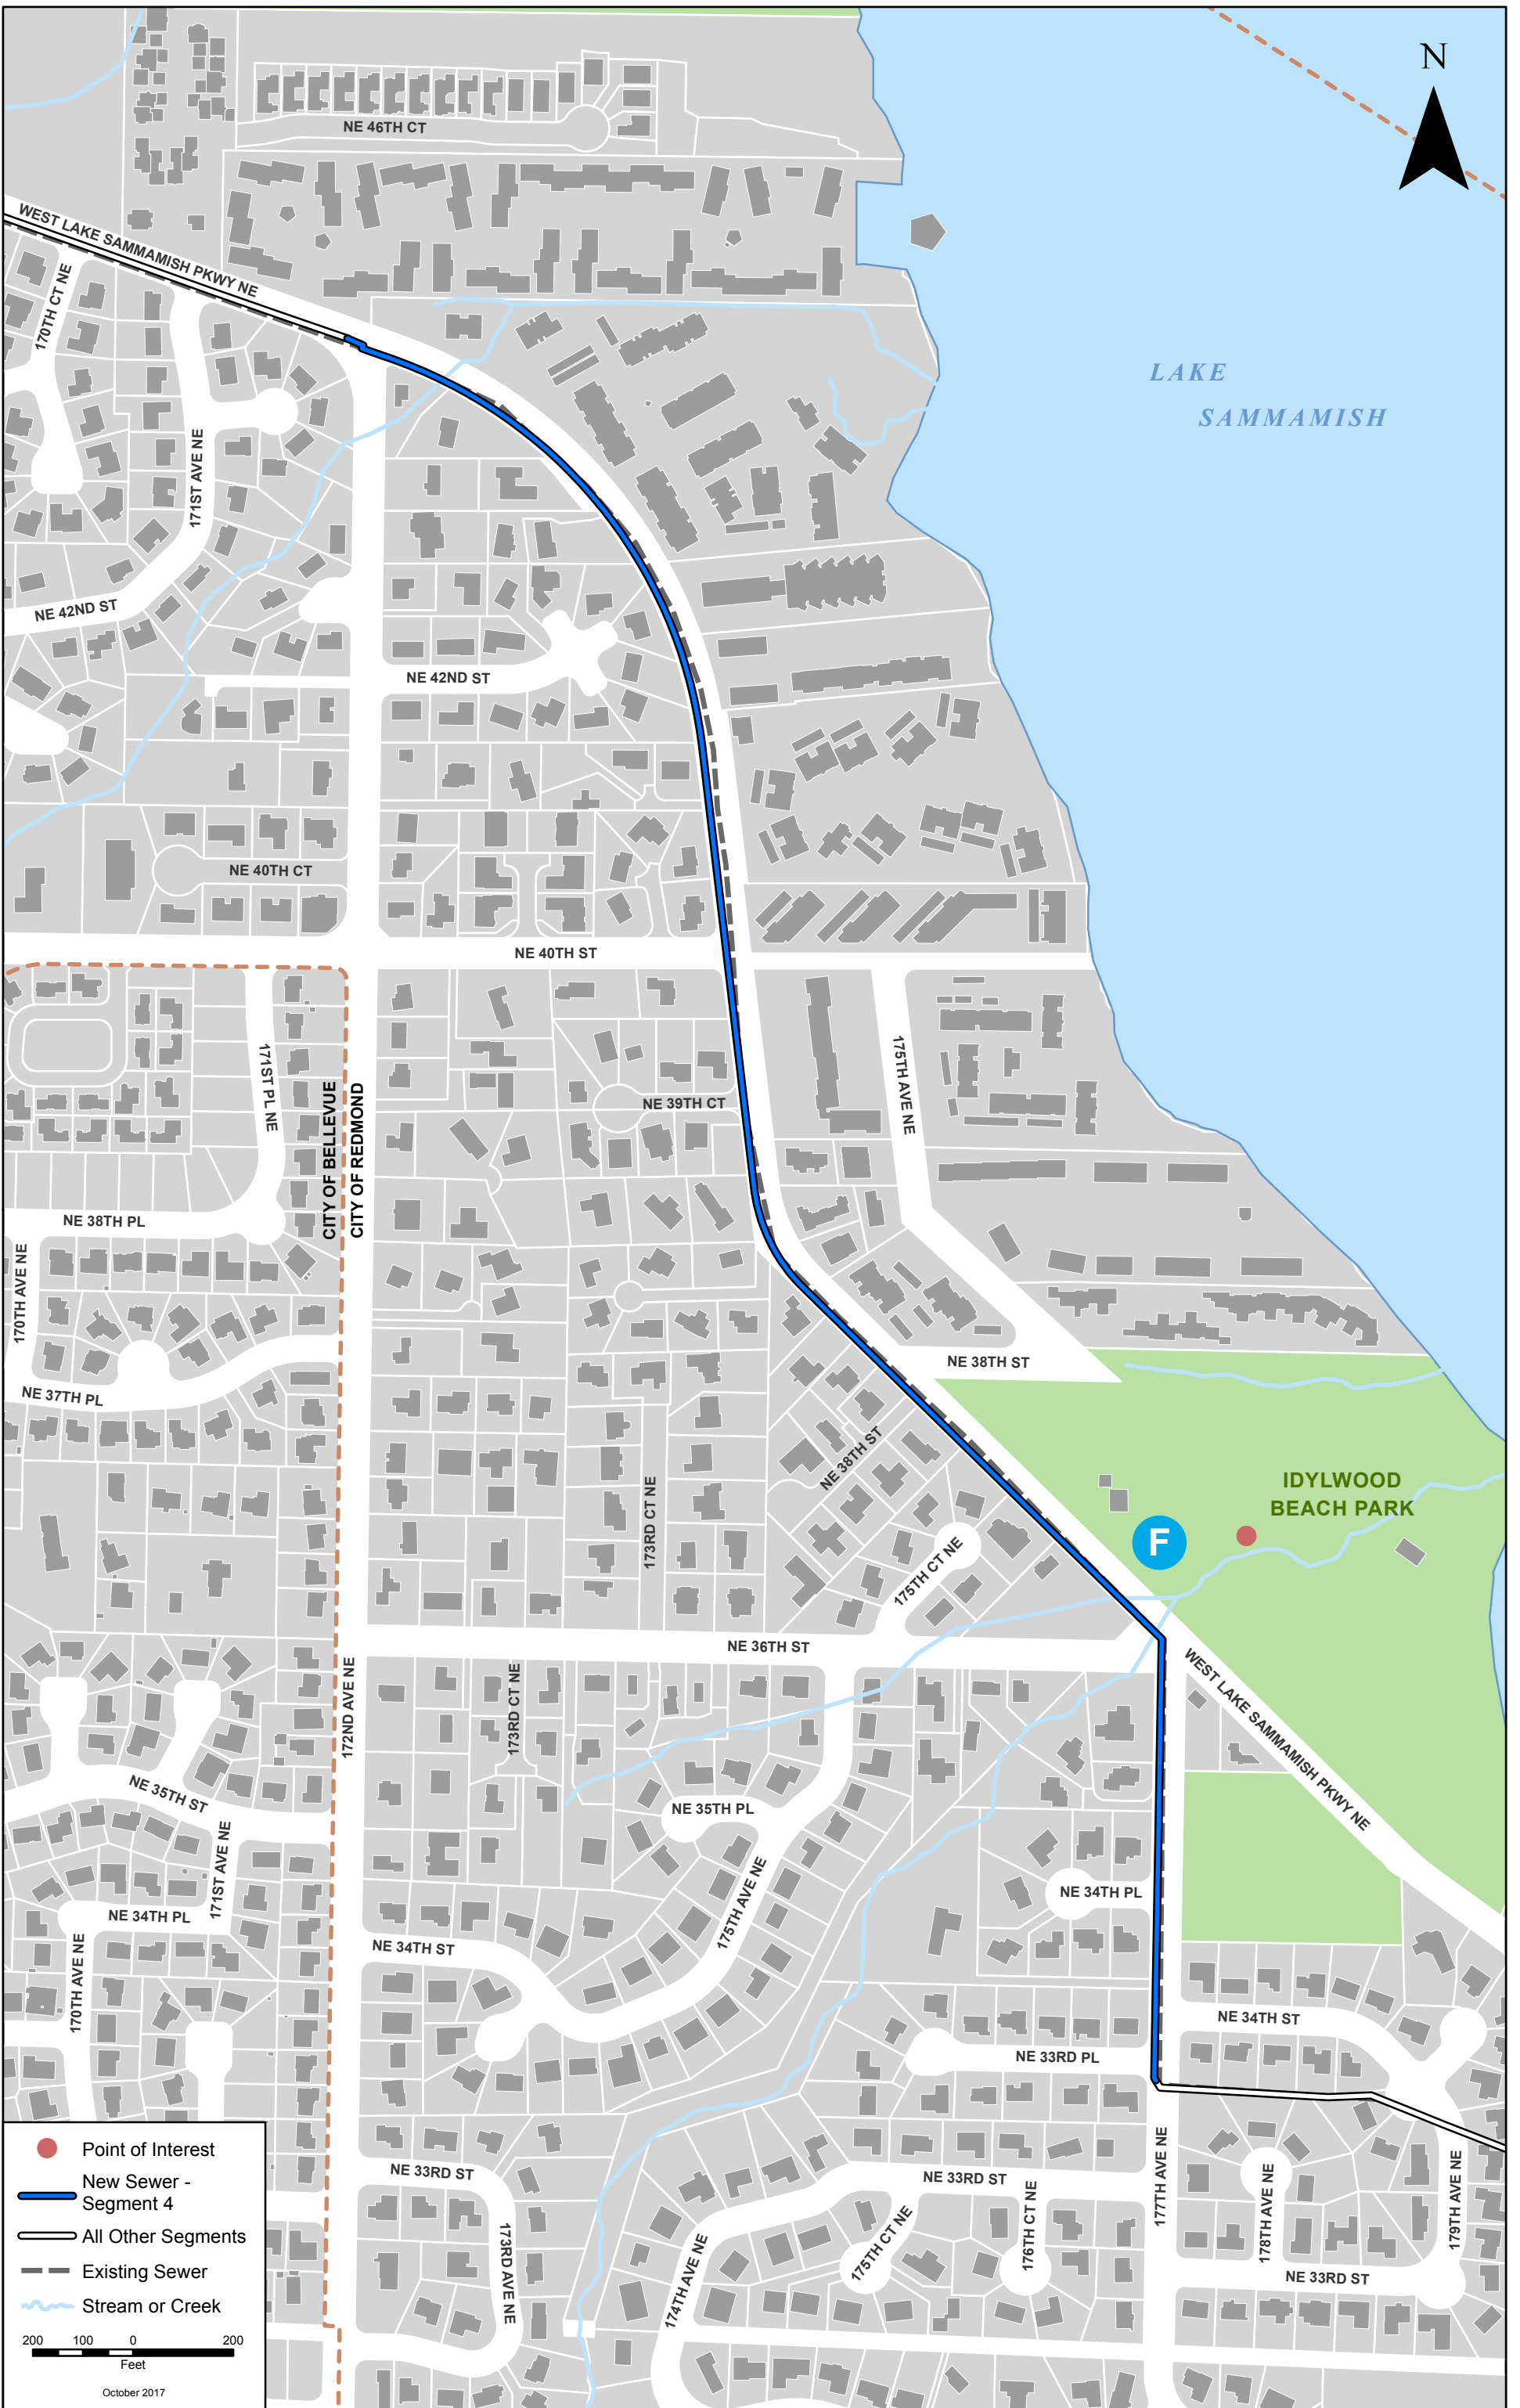 N
NE 46TH CT
WEST LAKE SAMMAMISH PKWY NE
170TH CT NE
LAKE
SAMMAMISH
171ST AVE NE
NE 42ND ST
NE 42ND ST
NE 40TH CT
NE 40TH ST
171ST PL NE
175TH AVE NE
CITY OF BELLEVUE
CITY OF REDMOND
NE 39TH CT
NE 38TH PL
170TH AVE NE
NE 38TH ST
NE 37TH PL
NE 38TH ST
IDYLWOOD
BEACH PARK
173RD CT NE
F
175TH CT NE
NE 36TH ST
172ND AVE NE
173RD CT NE
WEST LAKE SAMMAMISH PKWY NE
NE 35TH ST
NE 35TH PL
171ST AVE NE
175TH AVE NE
NE 34TH PL
NE 34TH PL
NE 34TH ST
170TH AVE NE
NE 34TH ST
NE 33RD PL
177TH AVE NE
NE 33RD ST
NE 33RD ST
178TH AVE NE
179TH AVE NE
173RD AVE NE
174TH AVE NE
175TH CT NE
176TH CT NE
NE 33RD ST
Point of Interest
New Sewer -
Segment 4
All Other Segments
Existing Sewer
Stream or Creek
200 100 0 200
Feet
October 2017